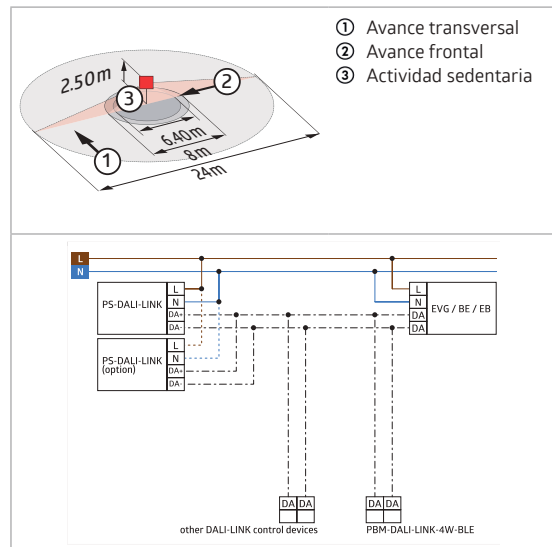 ① Avance transversal
② Avance frontal
③ Actividad sedentaria
2.50m
③
②
①
6.40m
8m
24m
L
N
PS-DALI-LINK
L
N
DA+
DA-
PS-DALI-LINK
(option)
L
N
DA+
DA-
L
N
DA
DA
EVG / BE / EB
DA DA
DA DA
other DALI-LINK control devices
PBM-DALI-LINK-4W-BLE